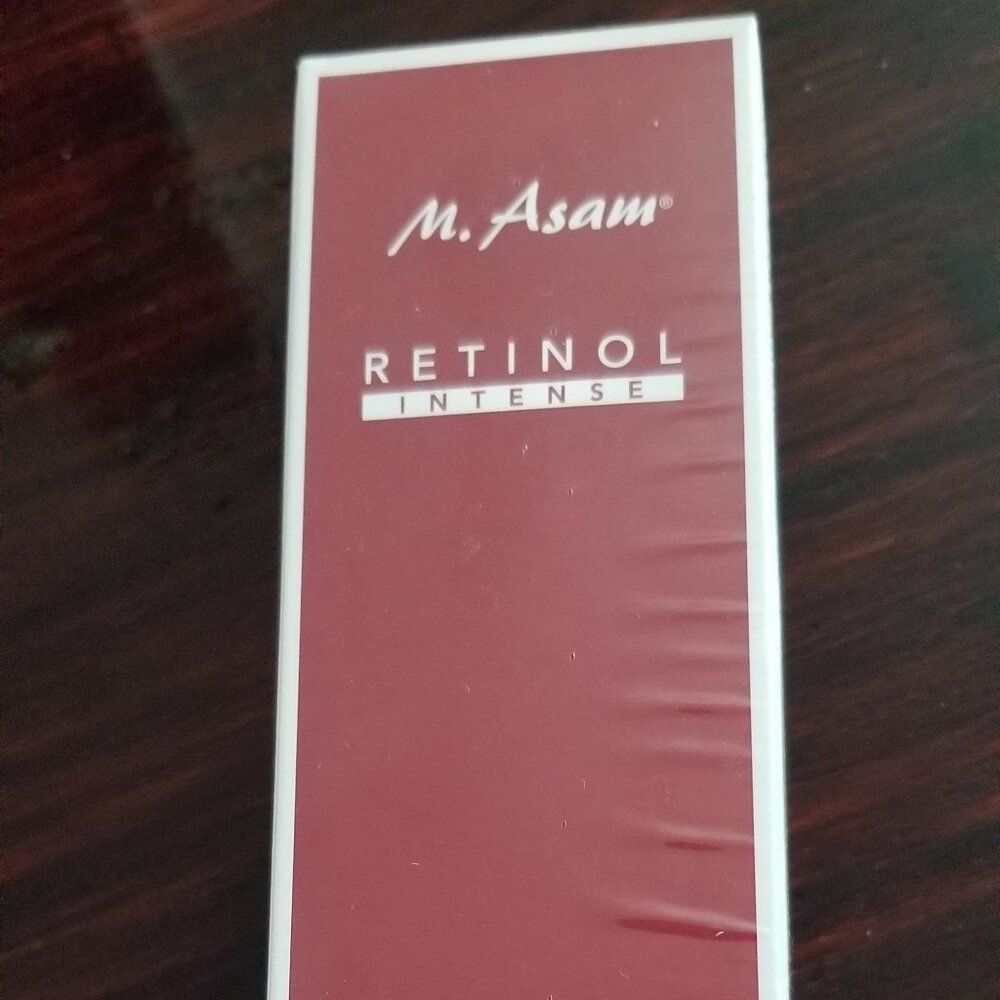 M. Asam®
RETINOL
INTENSE